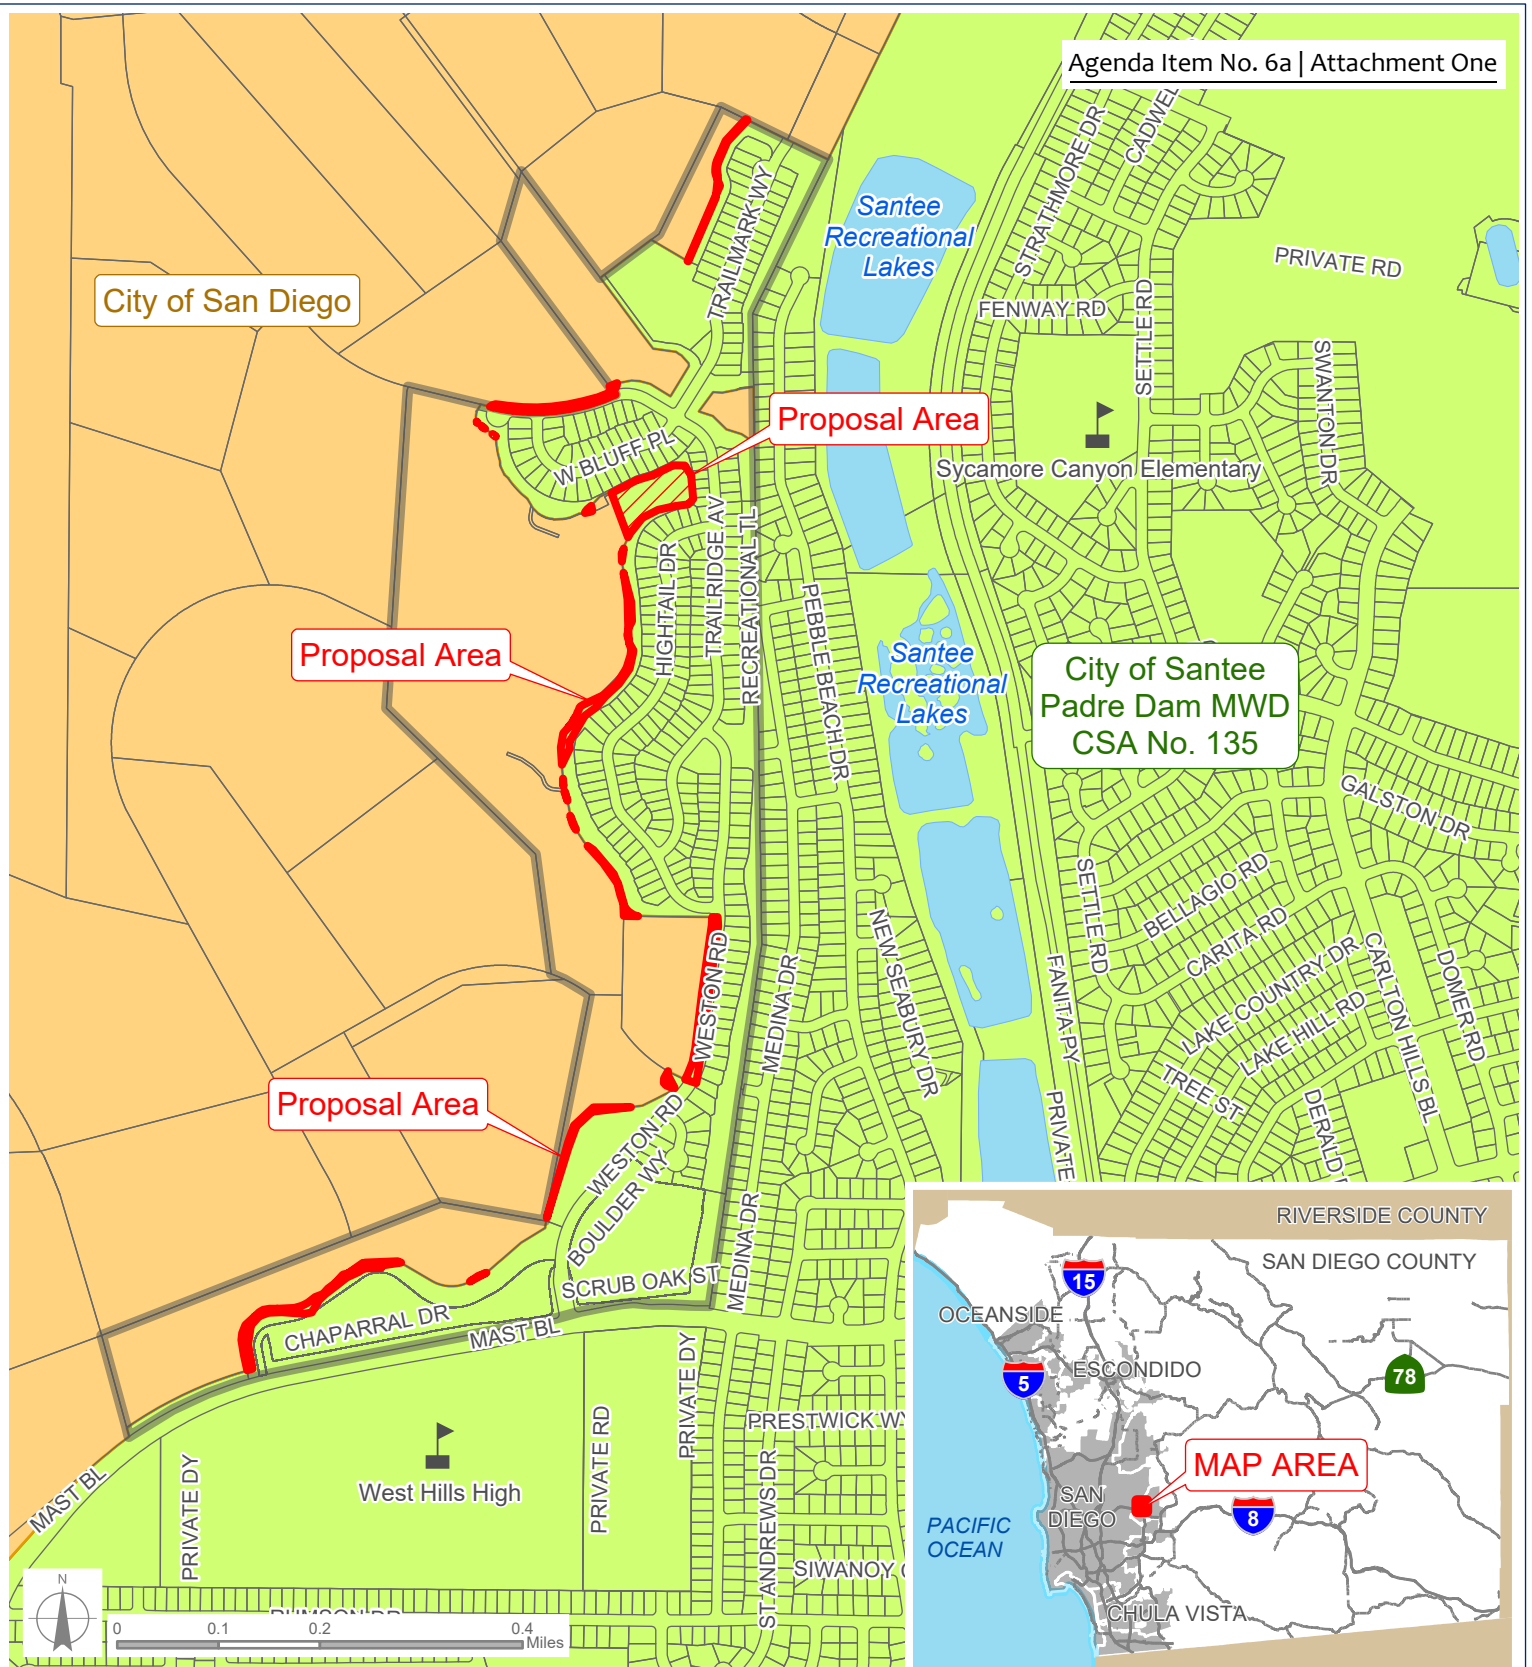 Agenda Item No. 6a | Attachment One
STRATHMORE DR
TRAILMARK WY
Santee
Recreational
Lakes
PRIVATE RD
City of San Diego
FENWAY RD
SETTLE RD
SWANTON DR
Proposal Area
W BLUFF PL
Sycamore Canyon Elementary
HIGHTAIL DR
TRAILRIDGE AV
RECREATIONAL TL
PEBBLE BEACH DR
Proposal Area
Santee
Recreational
Lakes
City of Santee
Padre Dam MWD
CSA No. 135
GALSTON DR
SETTLE RD
BELLAGIO RD
CARITA RD
NEW SEABURY DR
WESTON RD
MEDINA DR
FANITA PY
LAKE COUNTRY DR
CARLTON HILLS BL
DOMER RD
LAKE HILL RD
TREE ST
Proposal Area
PRIVATE
WESTON RD
BOULDER WY
MEDINA DR
SCRUB OAK ST
CHAPARRAL DR
MAST BL
PRIVATE DY
PRESTWICK WY
PRIVATE RD
ST ANDREWS DR
West Hills High
MAST BL
PRIVATE DY
SIWANOY
N
0
0.1
0.2
0.4
Miles
RIVERSIDE COUNTY
SAN DIEGO COUNTY
15
OCEANSIDE
5
ESCONDIDO
78
MAP AREA
SAN
DIEGO
8
PACIFIC
OCEAN
CHULA VISTA